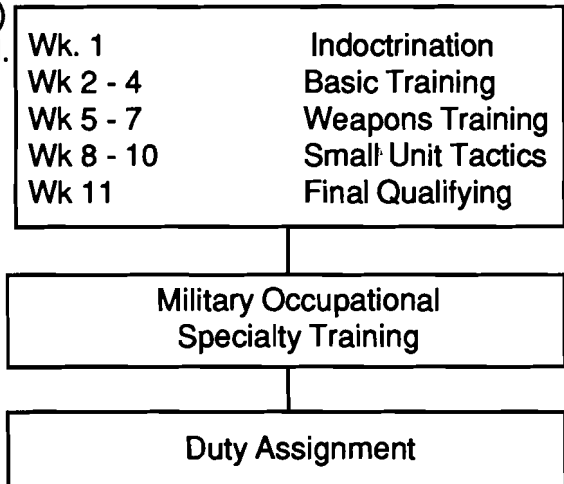 )
.
Wk. 1 Indoctrination
Wk 2 - 4 Basic Training
Wk 5 - 7 Weapons Training
Wk 8 - 10 Small Unit Tactics
Wk 11 Final Qualifying
Military Occupational
Specialty Training
Duty Assignment